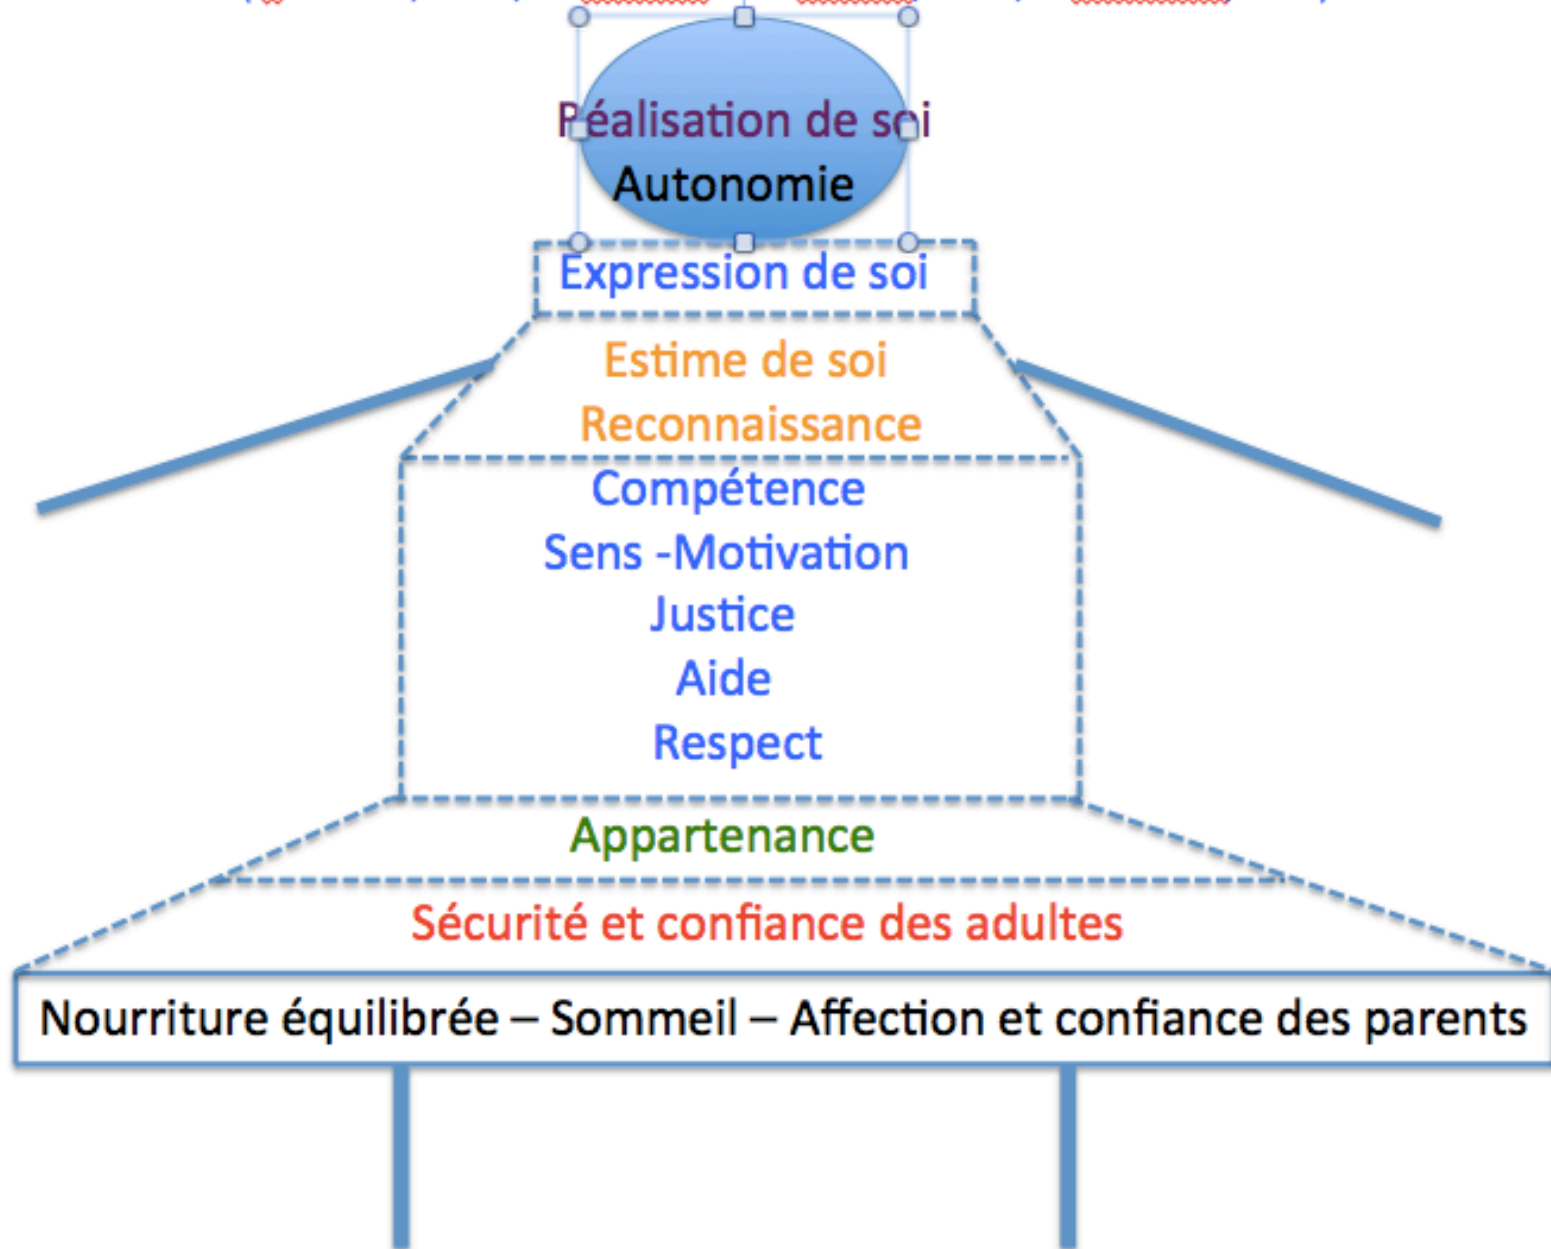 Réalisation de soi
Autonomie
Expression de soi
Estime de soi
Reconnaissance
Compétence
Sens -Motivation
Justice
Aide
Respect
Appartenance
Sécurité et confiance des adultes
Nourriture équilibrée – Sommeil – Affection et confiance des parents